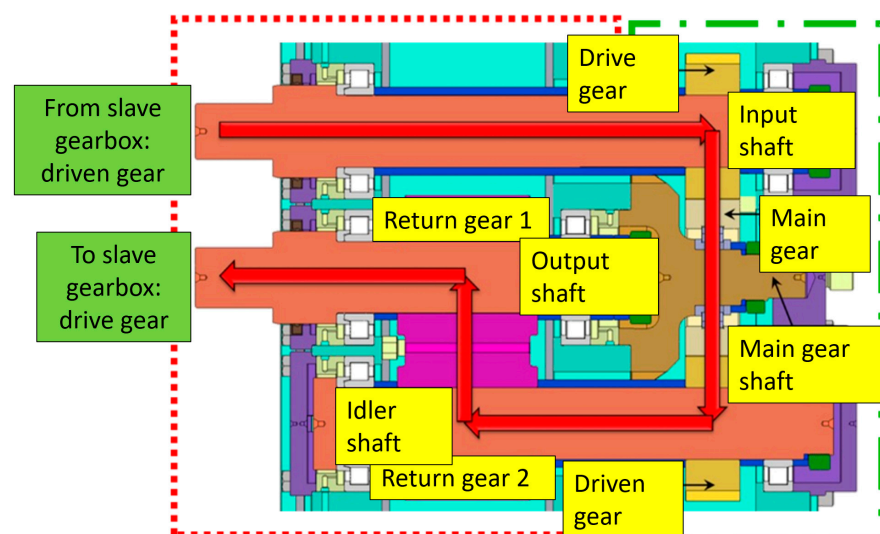 From slave
gearbox:
driven gear
To slave
gearbox:
drive gear
Drive
gear
Input
shaft
Return gear 1
Main
gear
Output
shaft
Main gear
shaft
Idler
shaft
Return gear 2
Driven
gear